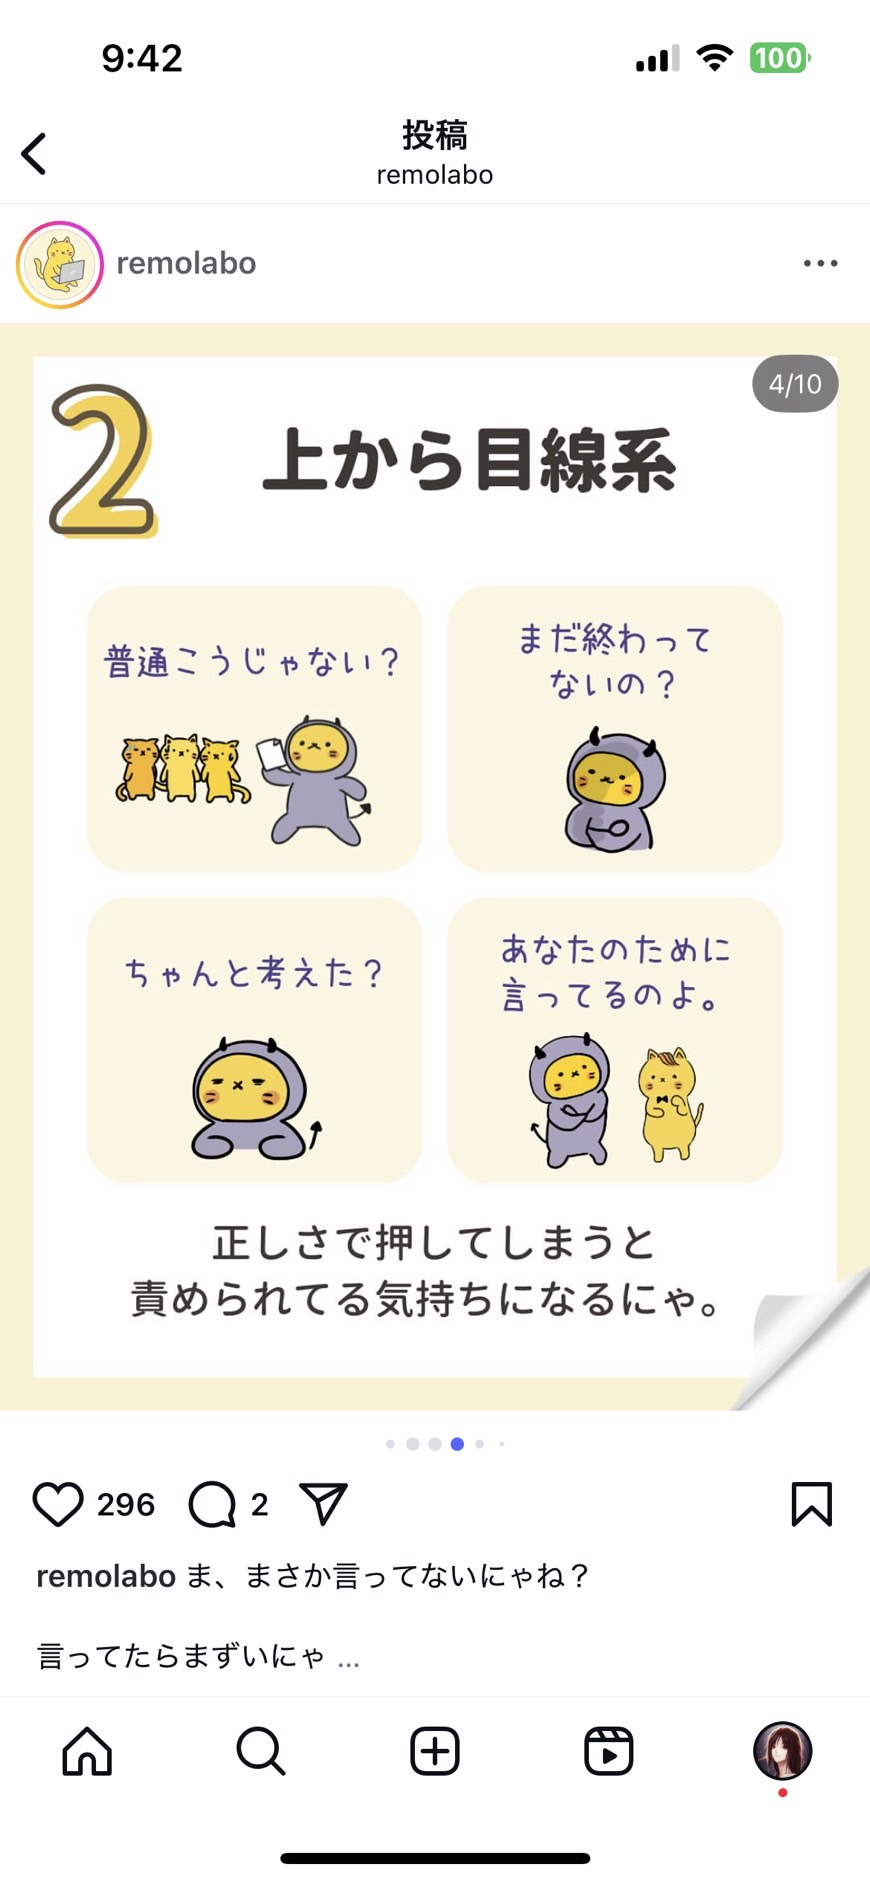 9:42
100
投稿
remolabo
remolabo
4/10
2
上から目線系
普通こうじゃない？
まだ終わって
ないの？
ちゃんと考えた？
あなたのために
言ってるのよ。
正しさで押してしまうと
責められてる気持ちになるにゃ。
296
2
remolabo ま、まさか言ってないにゃね？
言ってたらまずいにゃ ...